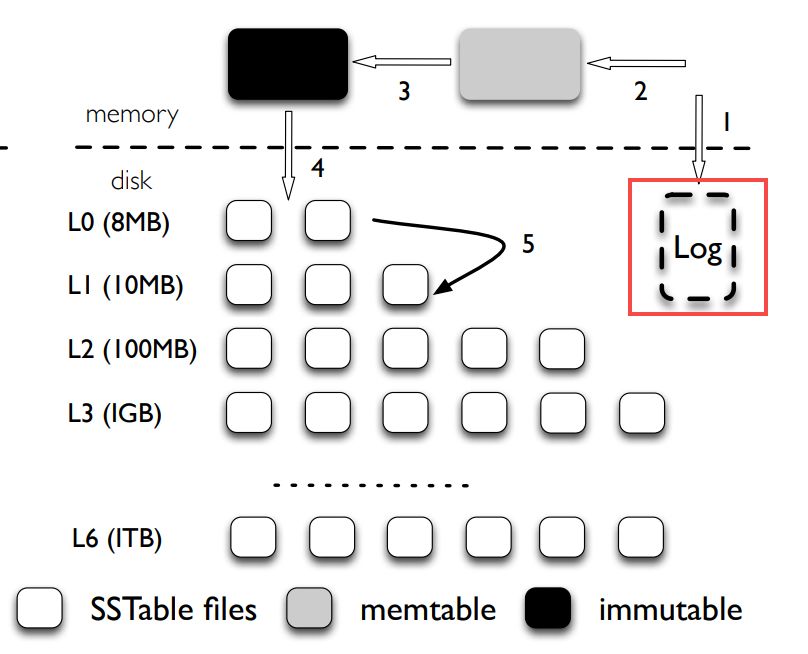 3
2
1
memory
4
disk
L0 (8MB)
Log
5
L1 (10MB)
L2 (100MB)
L3 (1GB)
L6 (1TB)
SSTable files
memtable
immutable